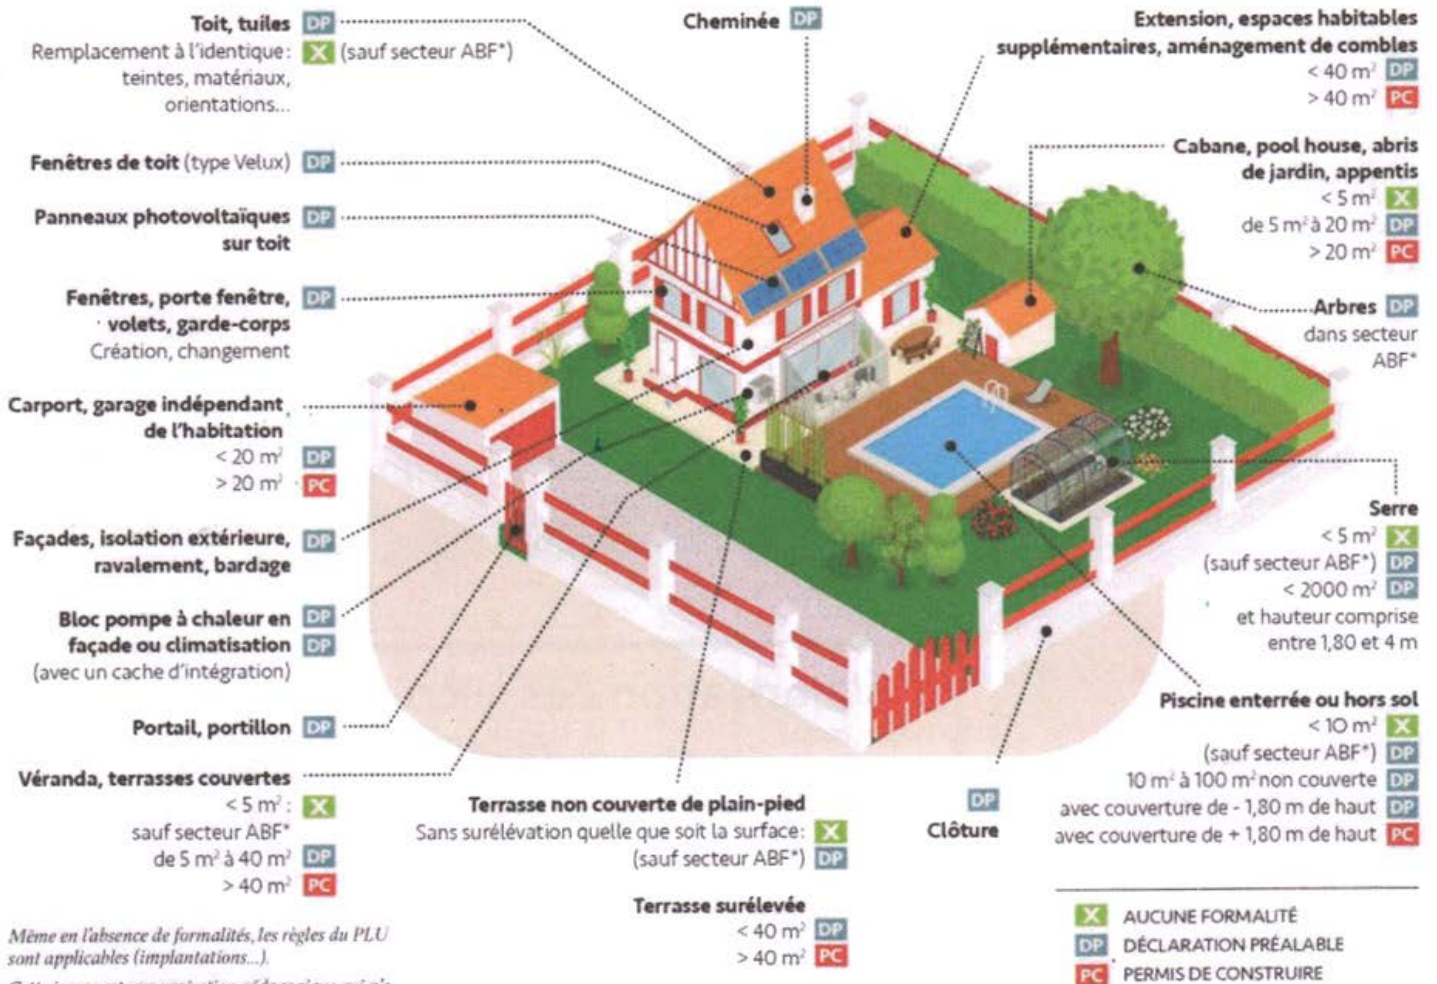 Toit, tuiles DP
Remplacement à l'identique : X (sauf secteur ABF*)
teintes, matériaux,
orientations...
Fenêtres de toit (type Velux) DP
Panneaux photovoltaïques DP
sur toit
Fenêtres, porte fenêtre, DP
volets, garde-corps
Création, changement
Carport, garage indépendant
de l'habitation
< 20 m² DP
> 20 m² PC
Façades, isolation extérieure, DP
ravalement, bardage
Bloc pompe à chaleur en DP
façade ou climatisation DP
(avec un cache d'intégration)
Portail, portillon DP
Véranda, terrasses couvertes
< 5 m² : X
sauf secteur ABF*
de 5 m² à 40 m² DP
> 40 m² PC
Même en l'absence de formalités, les règles du PLU
sont applicables (implantations...).
Cheminée DP
Terrasse non couverte de plain-pied
Sans surélévation quelle que soit la surface : X
(sauf secteur ABF*) DP
Terrasse surélevée
< 40 m² DP
> 40 m² PC
DP
Clôture
Extension, espaces habitables
supplémentaires, aménagement de combles
< 40 m² DP
> 40 m² PC
Cabane, pool house, abris
de jardin, appentis
< 5 m² X
de 5 m² à 20 m² DP
> 20 m² PC
Arbres DP
dans secteur
ABF*
Serre
< 5 m² X
(sauf secteur ABF*) DP
< 2000 m² DP
et hauteur comprise
entre 1,80 et 4 m
Piscine enterrée ou hors sol
< 10 m² X
(sauf secteur ABF*) DP
10 m² à 100 m² non couverte DP
avec couverture de - 1,80 m de haut DP
avec couverture de + 1,80 m de haut PC
X AUCUNE FORMALITÉ
DP DÉCLARATION PRÉALABLE
PC PERMIS DE CONSTRUIRE